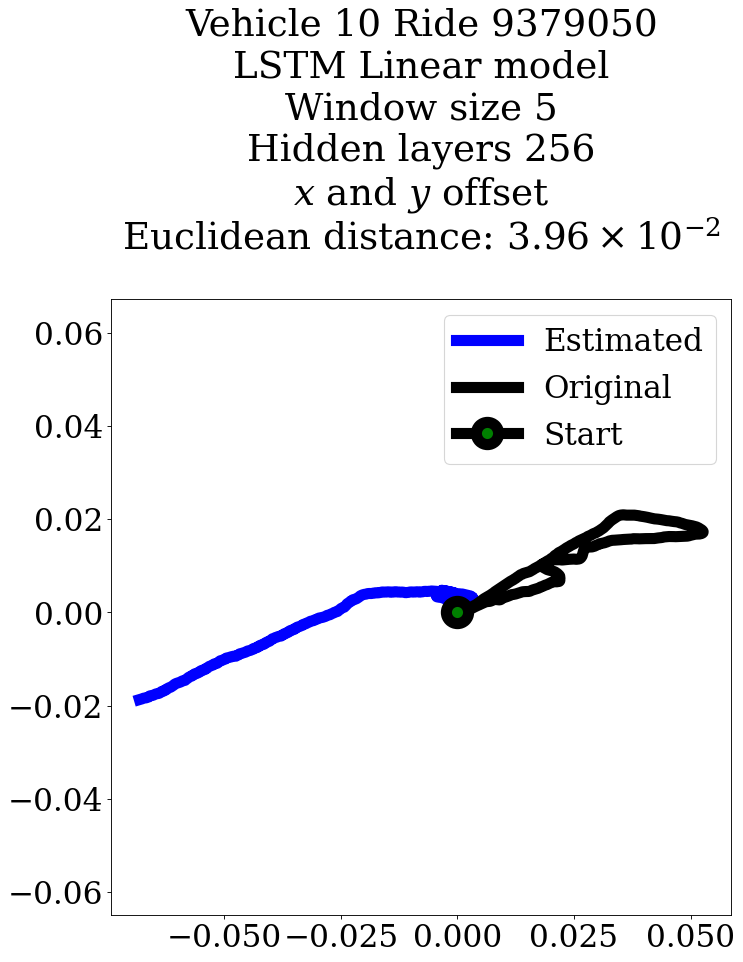 Vehicle 10 Ride 9379050
LSTM Linear model
Window size 5
Hidden layers 256
x and y offset
Euclidean distance: 3.96 × 10⁻²
Estimated
Original
Start
0.06
0.04
0.02
0.00
−0.02
−0.04
−0.06
−0.050 −0.025 0.000 0.025 0.050